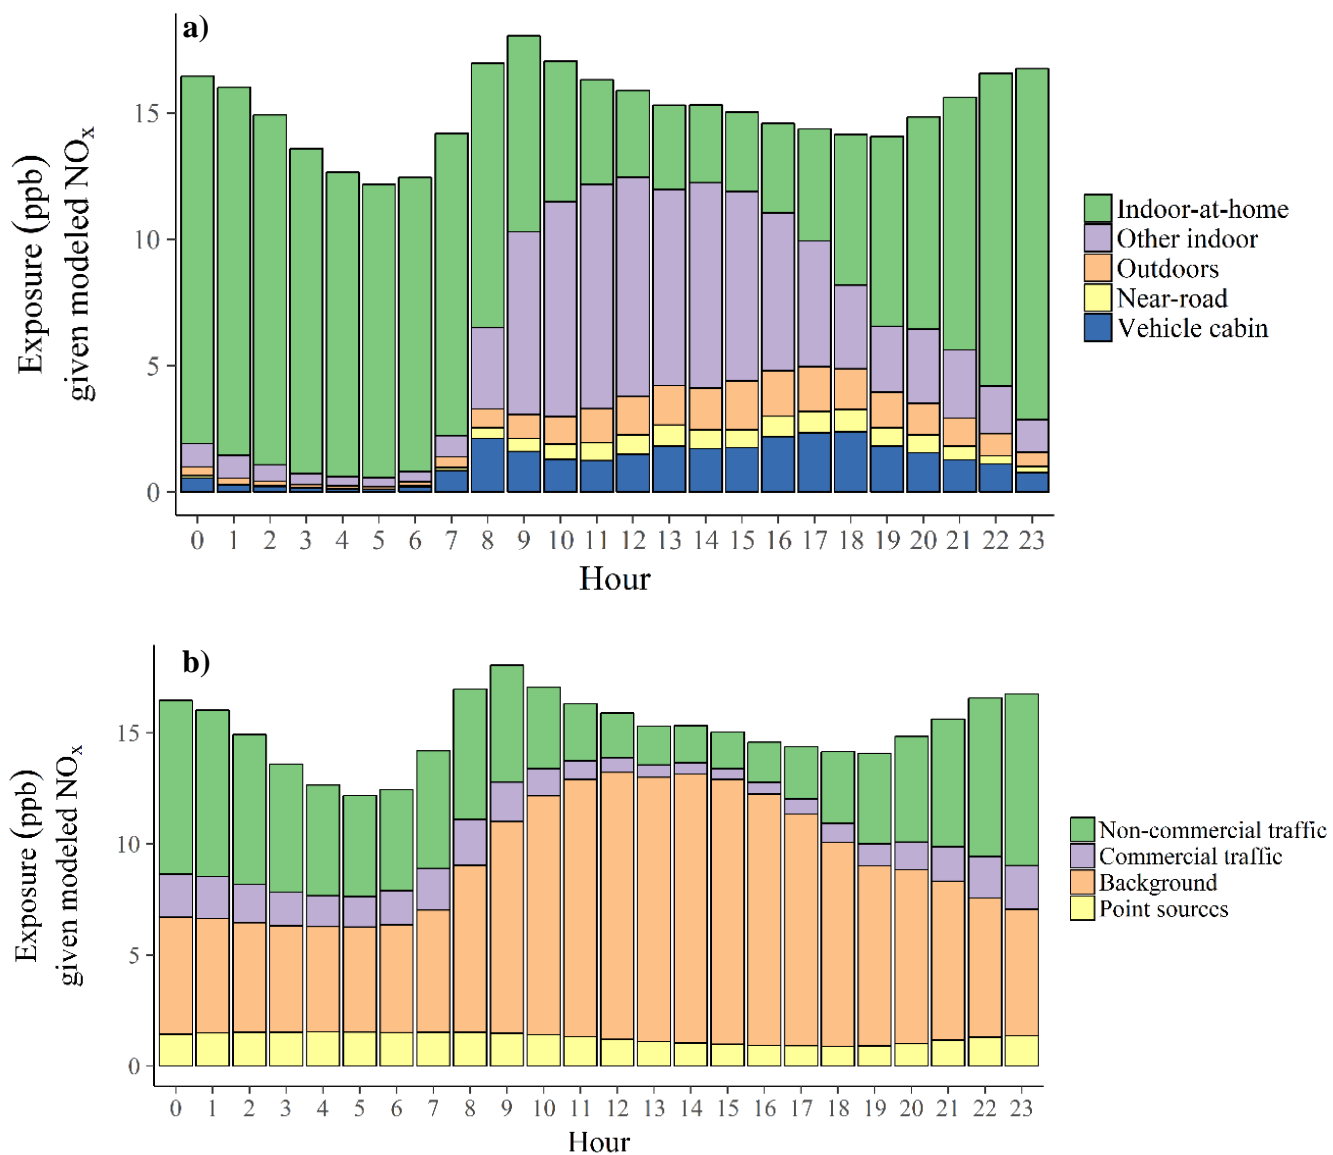 a)
15
10
5
0
Exposure (ppb)
given modeled NOx
0 1 2 3 4 5 6 7 8 9 10 11 12 13 14 15 16 17 18 19 20 21 22 23
Hour
Indoor-at-home
Other indoor
Outdoors
Near-road
Vehicle cabin
b)
15
10
5
0
Exposure (ppb)
given modeled NOx
0 1 2 3 4 5 6 7 8 9 10 11 12 13 14 15 16 17 18 19 20 21 22 23
Hour
Non-commercial traffic
Commercial traffic
Background
Point sources